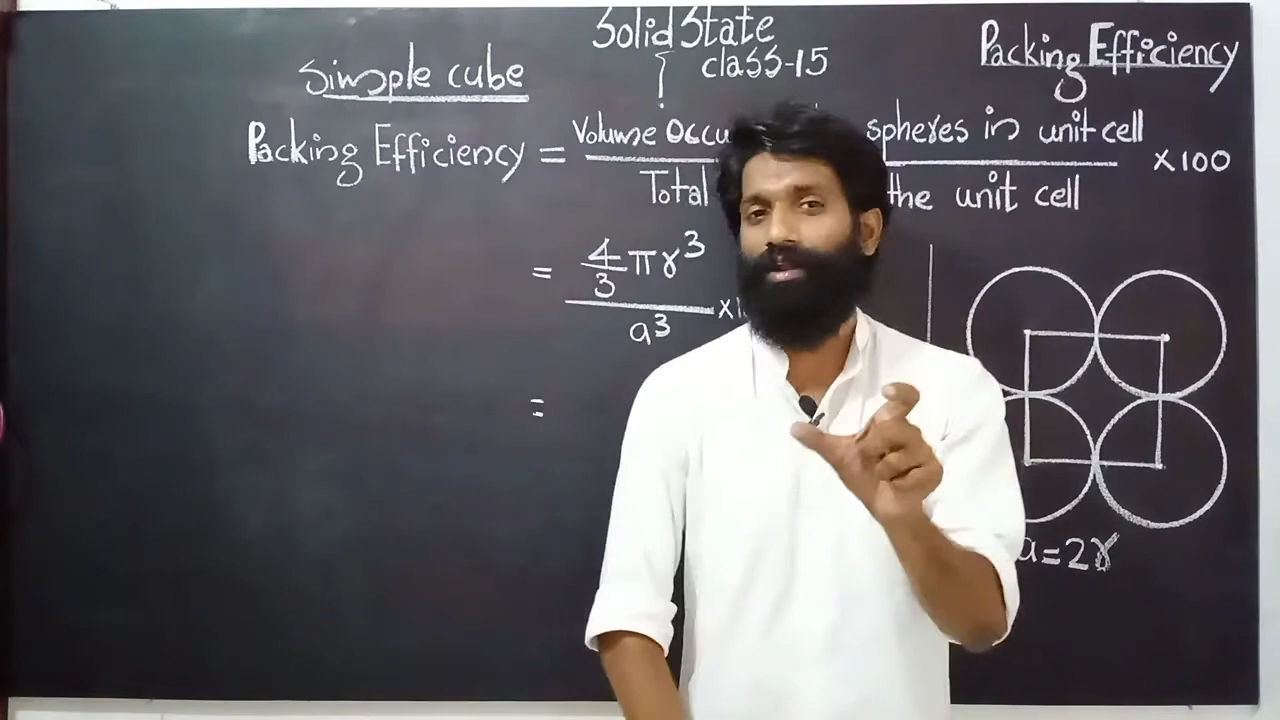 Solid State
class-15
Packing Efficiency
Simple cube
Packing Efficiency = Volume spheres in unit cell ×100
Total the unit cell
= 4/3 πr³
a³
=
a=2r